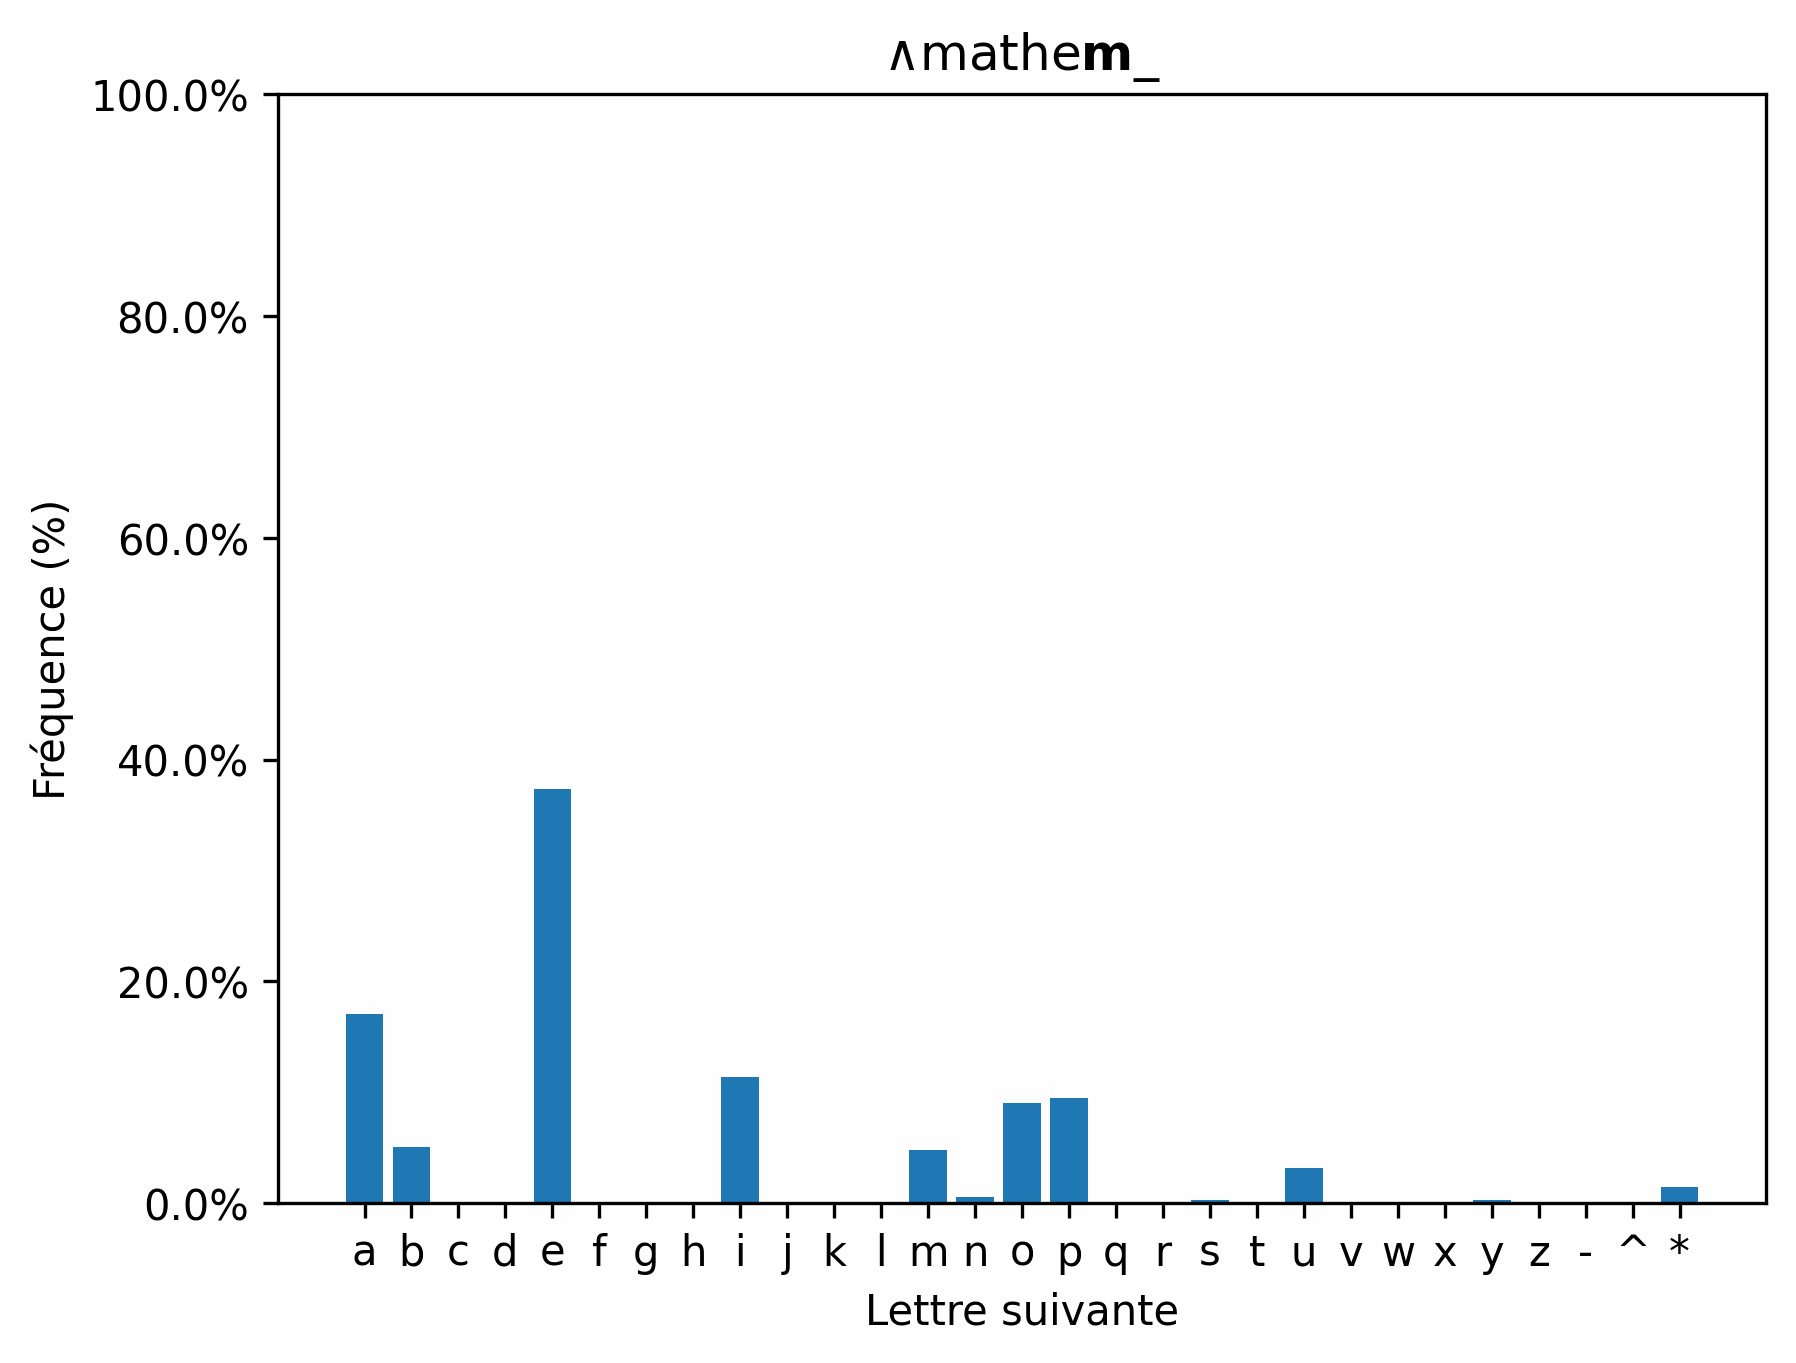 ∧mathem_
100.0%
80.0%
60.0%
40.0%
20.0%
0.0%
Fréquence (%)
a b c d e f g h i j k l m n o p q r s t u v w x y z - ^ *
Lettre suivante